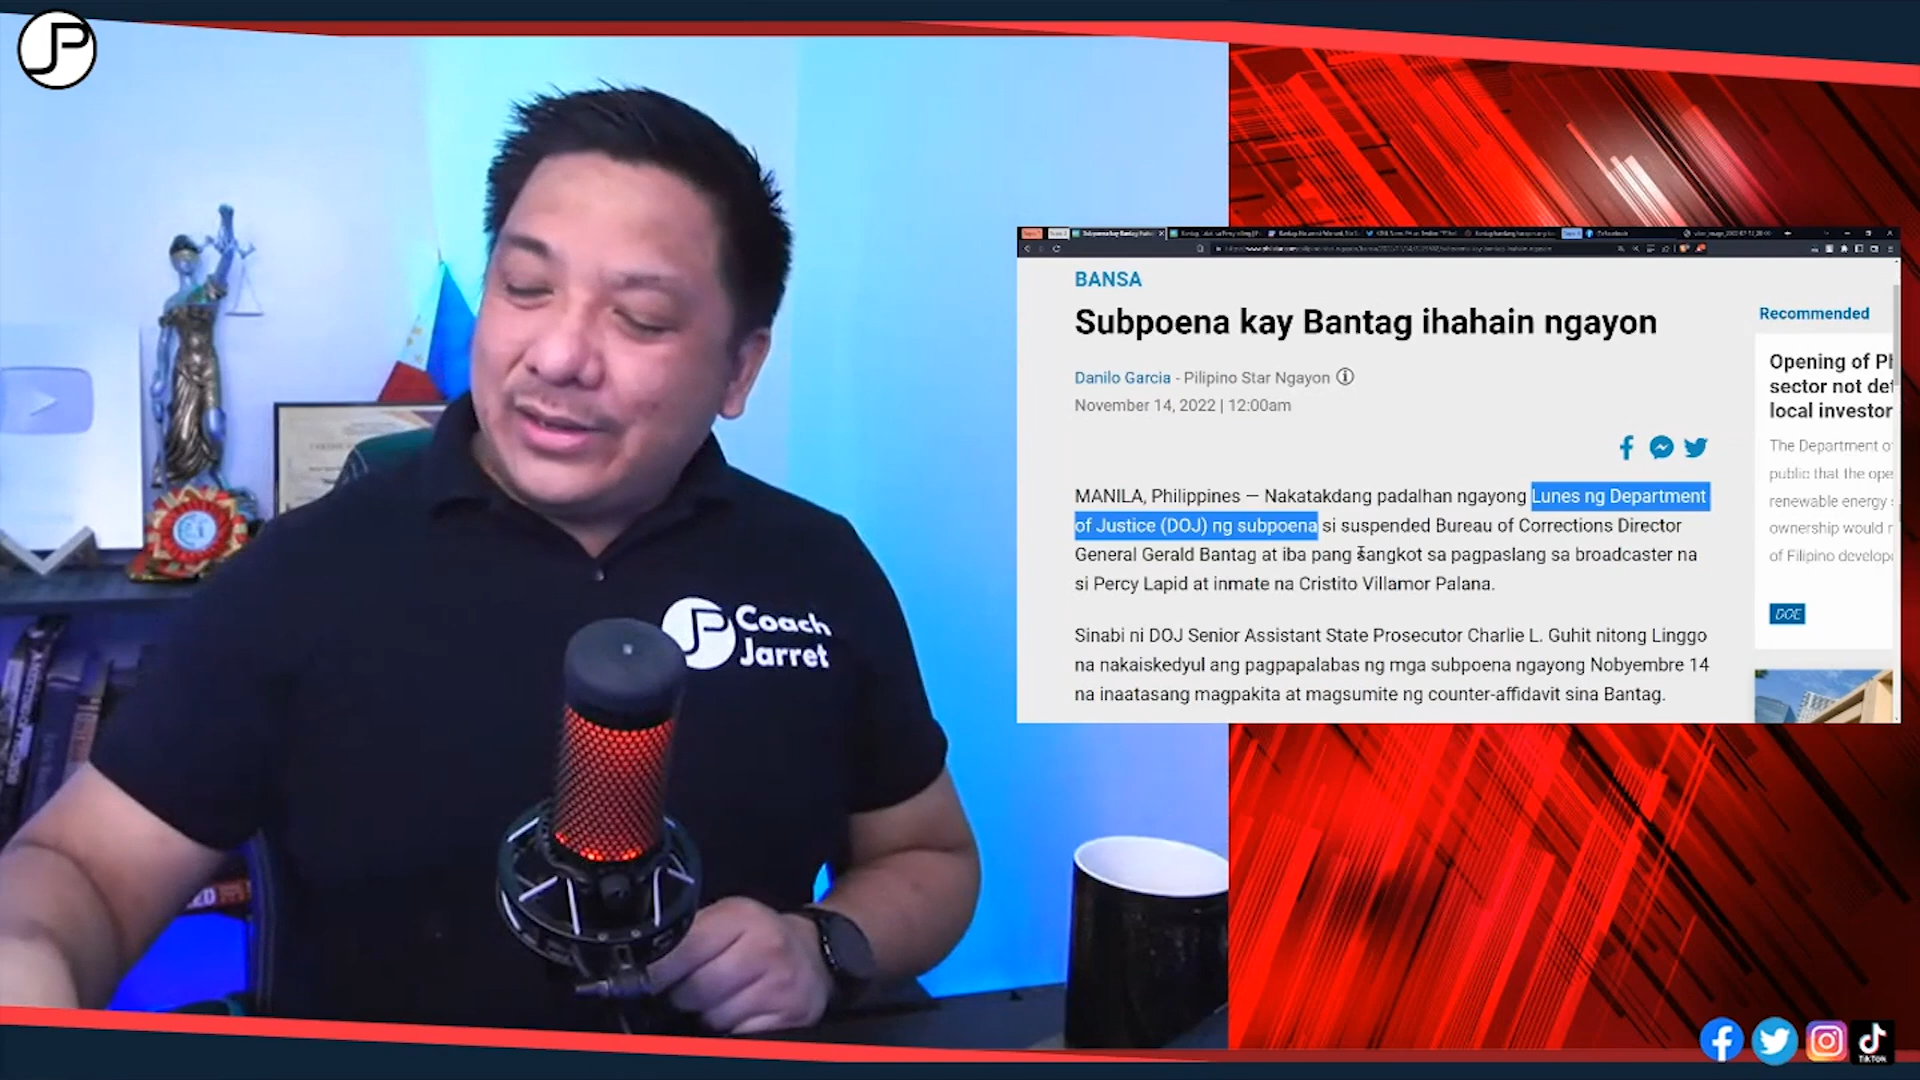 JP
BANSA
Subpoena kay Bantag ihahain ngayon
Danilo Garcia - Pilipino Star Ngayon
November 14, 2022 | 12:00am
MANILA, Philippines — Nakatakdang padalhan ngayong Lunes ng Department
of Justice (DOJ) ng subpoena si suspended Bureau of Corrections Director
General Gerald Bantag at iba pang sangkot sa pagpaslang sa broadcaster na
si Percy Lapid at inmate na Cristito Villamor Palana.
Sinabi ni DOJ Senior Assistant State Prosecutor Charlie L. Guhit nitong Linggo
na nakaiskedyul ang pagpapalabas ng mga subpoena ngayong Nobyembre 14
na inaatasang magpakita at magsumite ng counter-affidavit sina Bantag.
Recommended
Opening of
sector not
local investor
The Department
public that the
renewable energy
ownership would
of Filipino
DOE
JP Coach
Jarret
TikTok